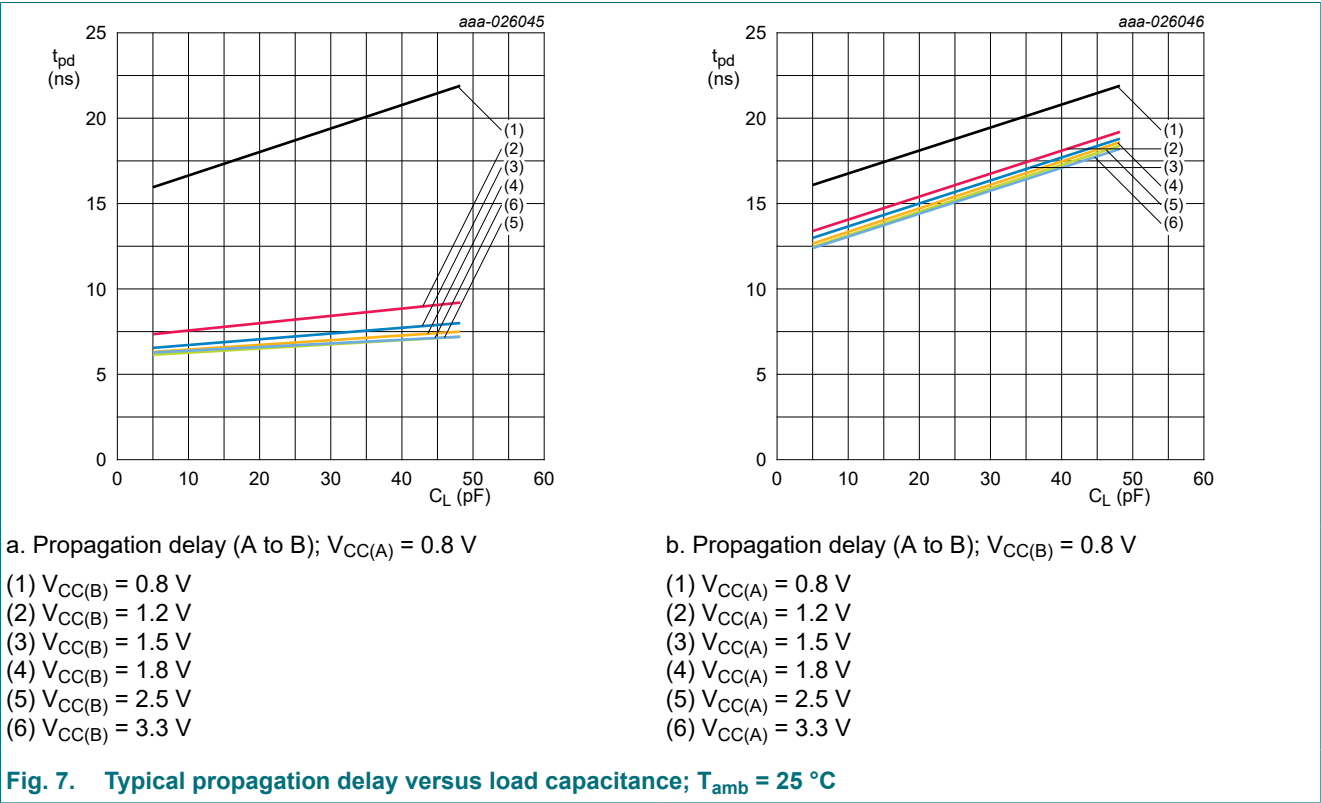 aaa-026045
25
t_pd
(ns)
20
15
10
5
0
0 10 20 30 40 50 60
C_L (pF)
(1)
(2)
(3)
(4)
(6)
(5)
a. Propagation delay (A to B); V_CC(A) = 0.8 V
(1) V_CC(B) = 0.8 V
(2) V_CC(B) = 1.2 V
(3) V_CC(B) = 1.5 V
(4) V_CC(B) = 1.8 V
(5) V_CC(B) = 2.5 V
(6) V_CC(B) = 3.3 V
aaa-026046
25
t_pd
(ns)
20
15
10
5
0
0 10 20 30 40 50 60
C_L (pF)
(1)
(2)
(3)
(4)
(5)
(6)
b. Propagation delay (A to B); V_CC(B) = 0.8 V
(1) V_CC(A) = 0.8 V
(2) V_CC(A) = 1.2 V
(3) V_CC(A) = 1.5 V
(4) V_CC(A) = 1.8 V
(5) V_CC(A) = 2.5 V
(6) V_CC(A) = 3.3 V
Fig. 7. Typical propagation delay versus load capacitance; T_amb = 25 °C